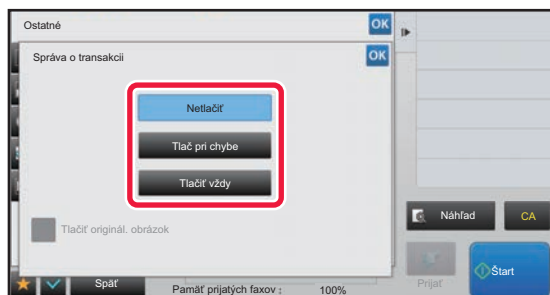 Ostatné
OK
Správa o transakcii
OK
Netlačiť
Tlač pri chybe
Tlačiť vždy
Tlačiť originál. obrázok
Náhľad
CA
Späť
Pamäť prijatých faxov :
100%
Prijať
Štart